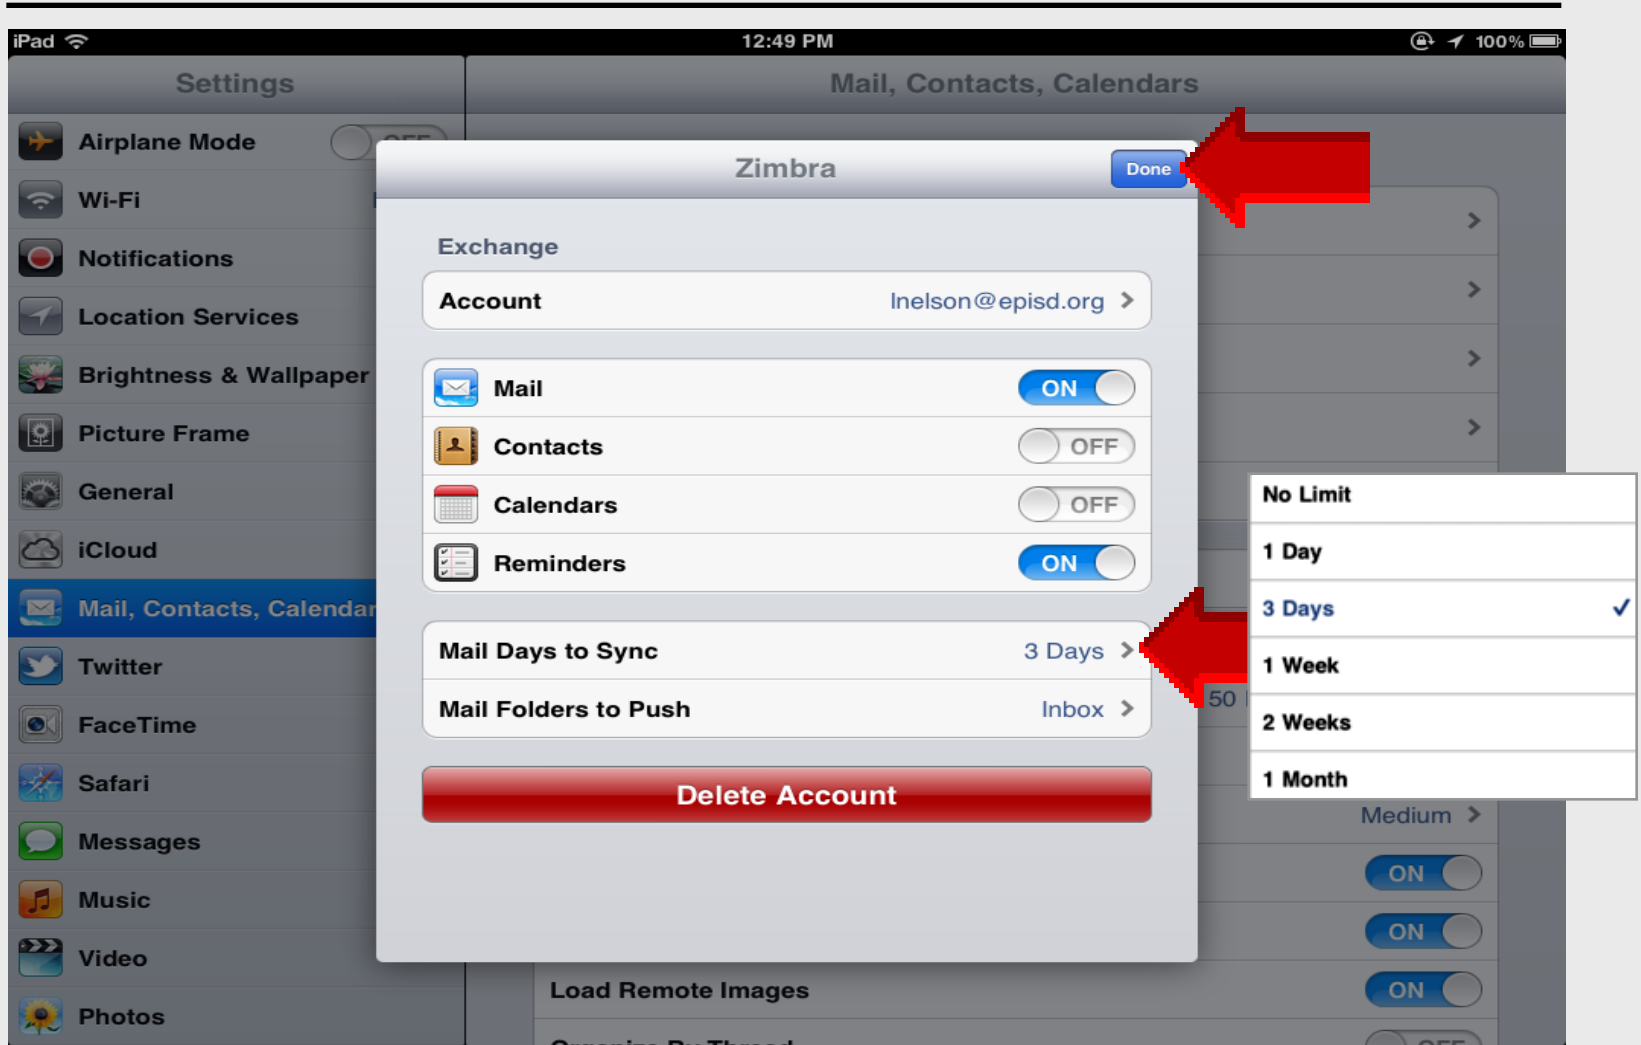 iPad 12:49 PM 100%
Settings
Mail, Contacts, Calendars
Airplane Mode
Wi-Fi
Notifications
Location Services
Brightness & Wallpaper
Picture Frame
General
iCloud
Mail, Contacts, Calendar
Twitter
FaceTime
Safari
Messages
Music
Video
Photos
Zimbra Done
Exchange
Account lnelson@episd.org >
Mail ON
Contacts OFF
Calendars OFF
Reminders ON
Mail Days to Sync 3 Days >
Mail Folders to Push Inbox >
Delete Account
No Limit
1 Day
3 Days ✓
1 Week
2 Weeks
1 Month
50
Medium >
ON
ON
Load Remote Images ON
Organize By Thread OFF